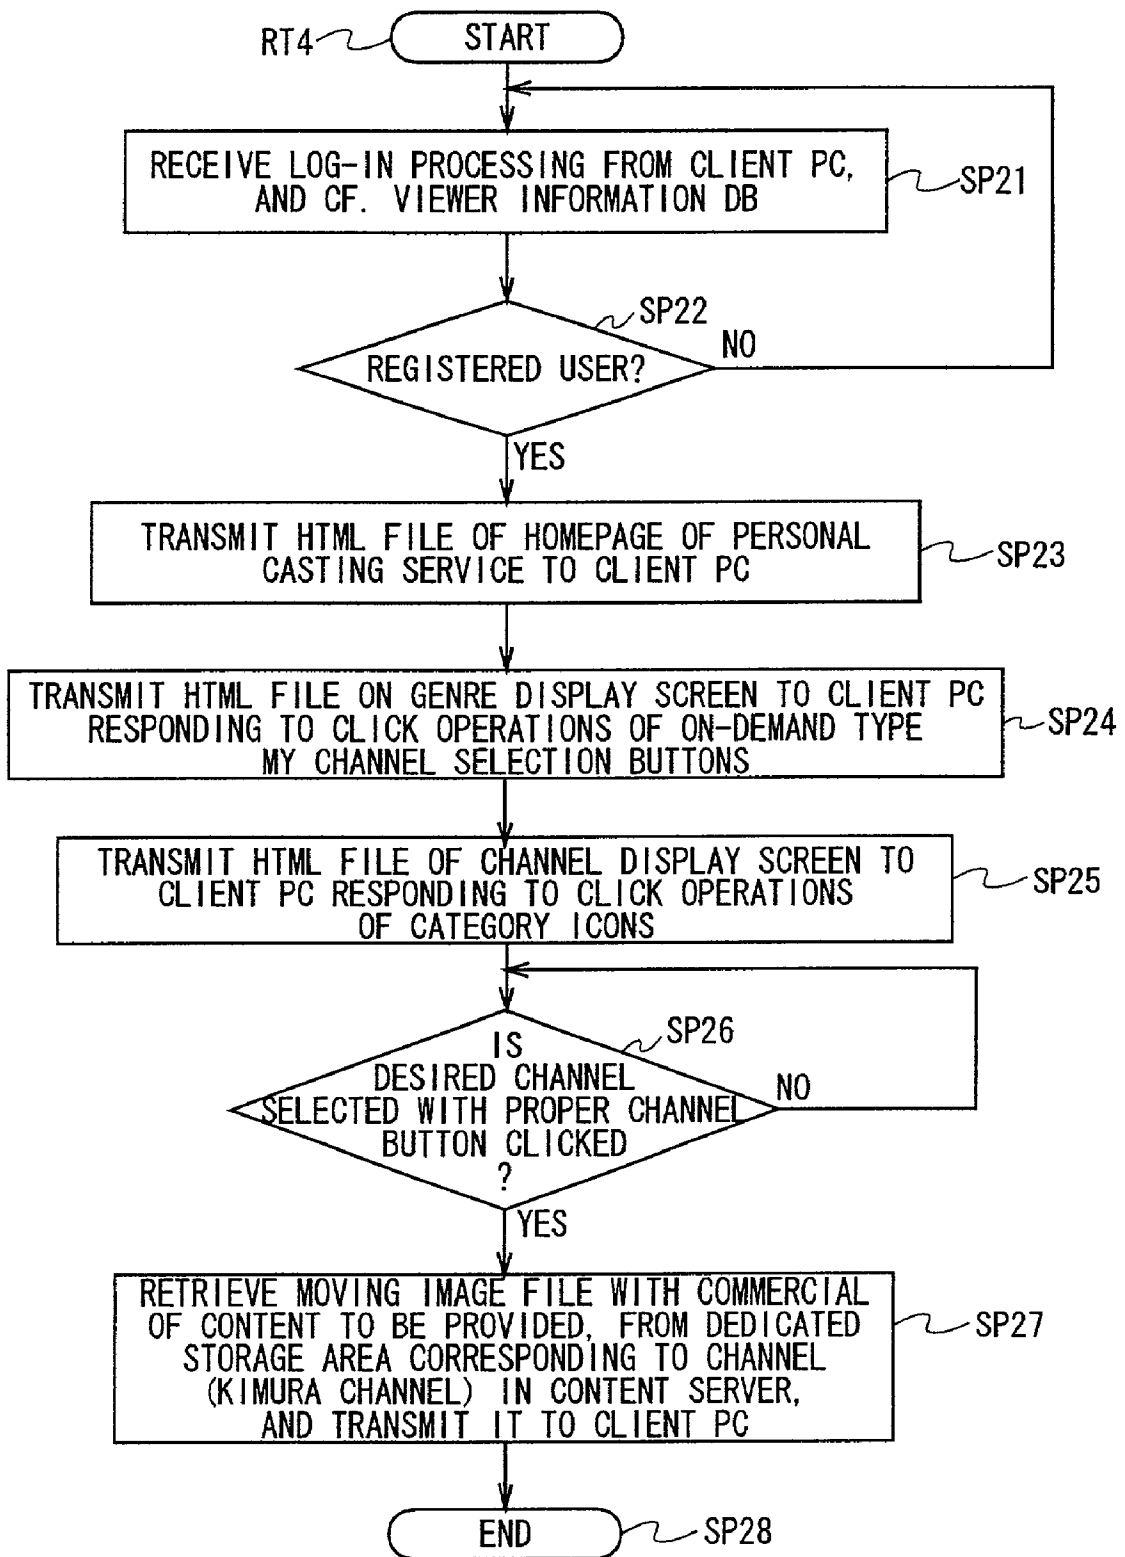 RT4
START
RECEIVE LOG-IN PROCESSING FROM CLIENT PC,
AND CF. VIEWER INFORMATION DB
SP21
SP22
REGISTERED USER?
NO
YES
TRANSMIT HTML FILE OF HOMEPAGE OF PERSONAL
CASTING SERVICE TO CLIENT PC
SP23
TRANSMIT HTML FILE ON GENRE DISPLAY SCREEN TO CLIENT PC
RESPONDING TO CLICK OPERATIONS OF ON-DEMAND TYPE
MY CHANNEL SELECTION BUTTONS
SP24
TRANSMIT HTML FILE OF CHANNEL DISPLAY SCREEN TO
CLIENT PC RESPONDING TO CLICK OPERATIONS
OF CATEGORY ICONS
SP25
SP26
IS
DESIRED CHANNEL
SELECTED WITH PROPER CHANNEL
BUTTON CLICKED
?
NO
YES
RETRIEVE MOVING IMAGE FILE WITH COMMERCIAL
OF CONTENT TO BE PROVIDED, FROM DEDICATED
STORAGE AREA CORRESPONDING TO CHANNEL
(KIMURA CHANNEL) IN CONTENT SERVER,
AND TRANSMIT IT TO CLIENT PC
SP27
END
SP28